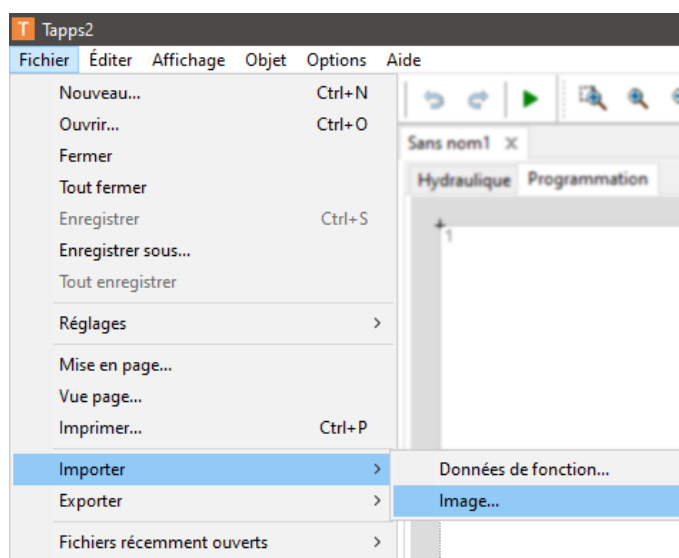 T Tapps2
Fichier Éditer Affichage Objet Options Aide
Nouveau... Ctrl+N
Ouvrir... Ctrl+O
Fermer
Tout fermer
Enregistrer Ctrl+S
Enregistrer sous...
Tout enregistrer
Réglages
Mise en page...
Vue page...
Imprimer... Ctrl+P
Importer
Exporter
Fichiers récemment ouverts
Sans nom1 X
Hydraulique Programmation
1
Données de fonction...
Image...